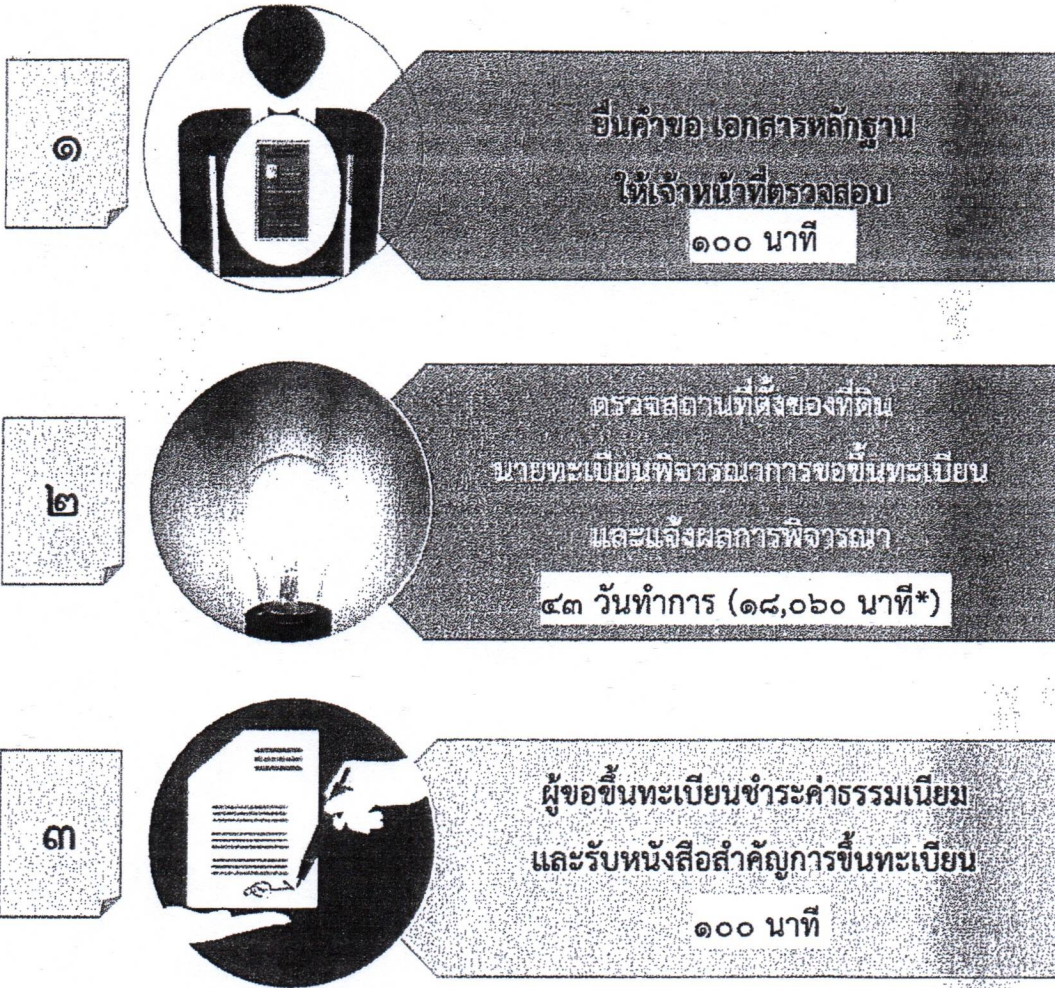 ๑
ยื่นคำขอ เอกสารหลักฐาน
ให้เจ้าหน้าที่ตรวจสอบ
๑๐๐ นาที
๒
ตรวจสถานที่ตั้งของที่ดิน
นายทะเบียนพิจารณาการขอขึ้นทะเบียน
และแจ้งผลการพิจารณา
๔๓ วันทำการ (๑๘,๐๖๐ นาที*)
๓
ผู้ขอขึ้นทะเบียนชำระค่าธรรมเนียม
และรับหนังสือสำคัญการขึ้นทะเบียน
๑๐๐ นาที